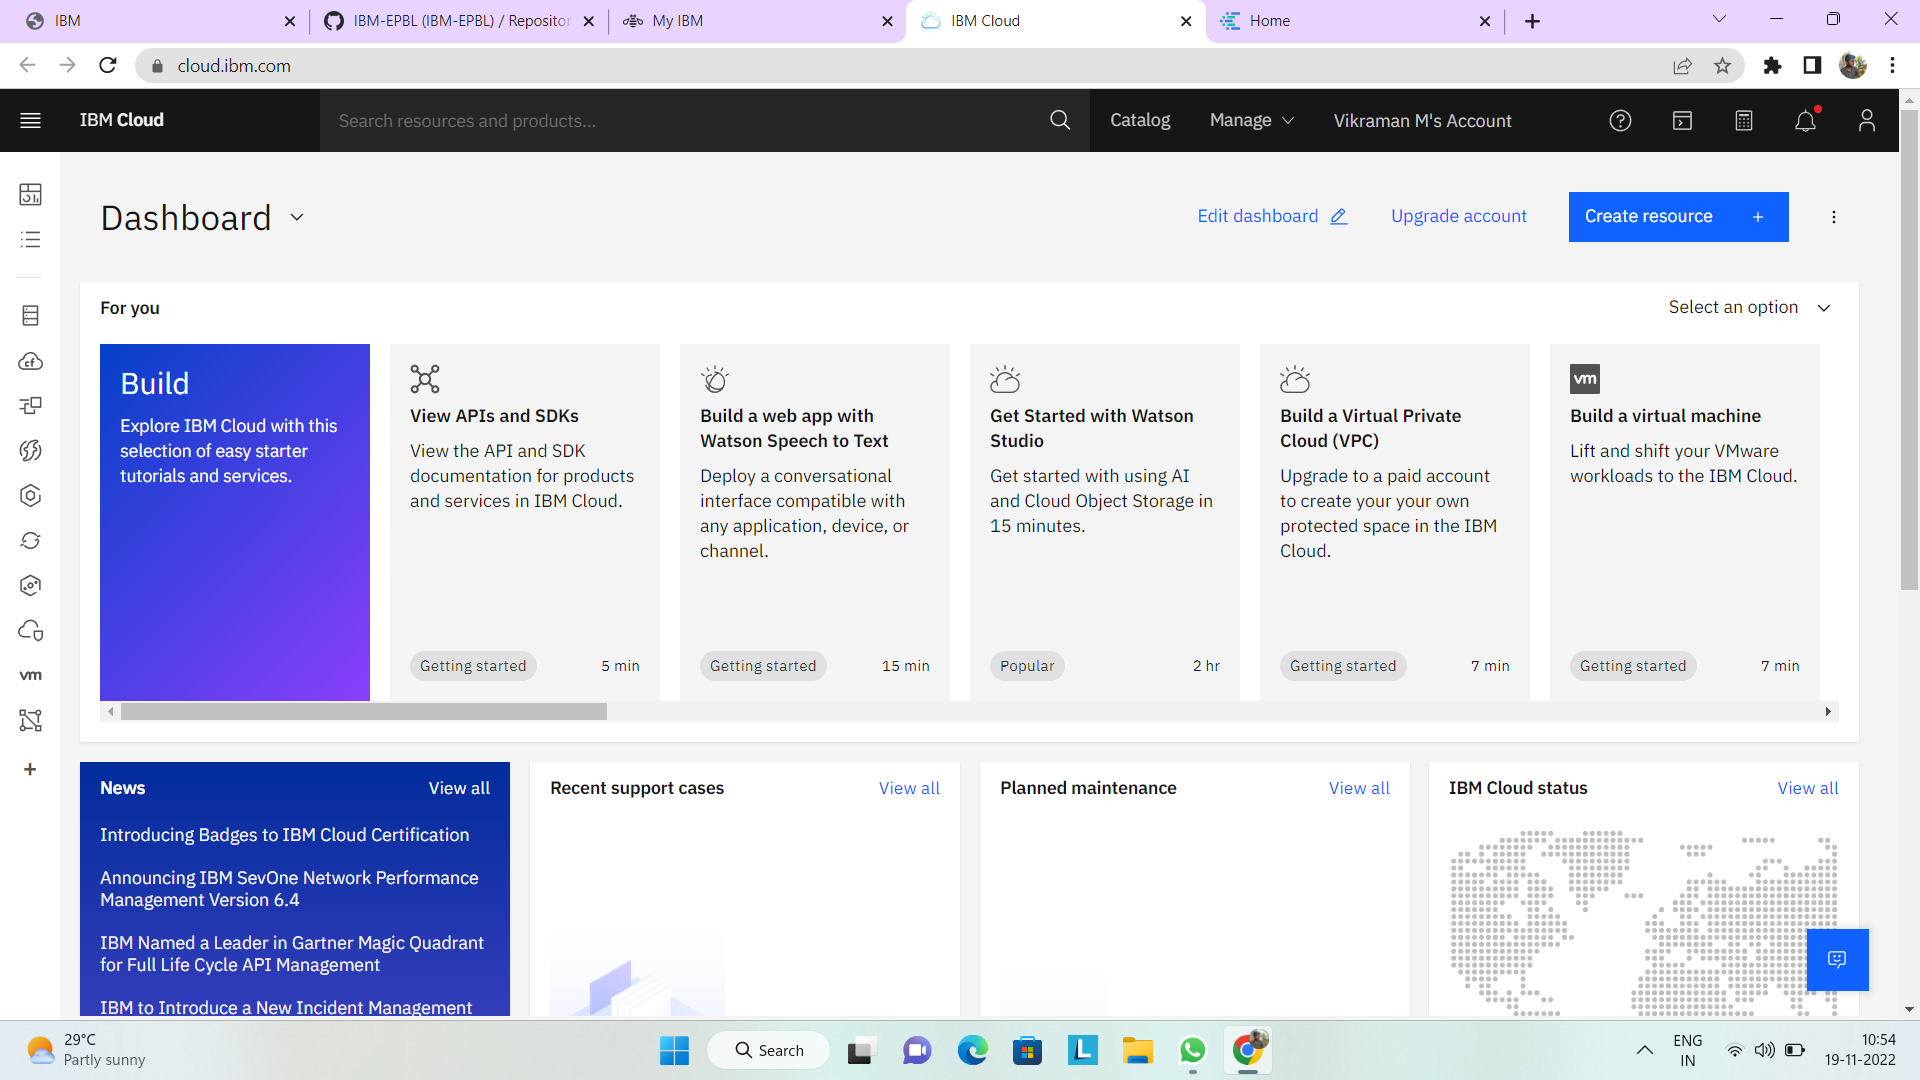 IBM
IBM-EPBL (IBM-EPBL) / Repositor
My IBM
IBM Cloud
Home
cloud.ibm.com
IBM Cloud
Search resources and products...
Catalog
Manage
Vikraman M's Account
Dashboard
Edit dashboard
Upgrade account
Create resource +
For you
Select an option
Build
Explore IBM Cloud with this
selection of easy starter
tutorials and services.
View APIs and SDKs
View the API and SDK
documentation for products
and services in IBM Cloud.
Getting started 5 min
Build a web app with
Watson Speech to Text
Deploy a conversational
interface compatible with
any application, device, or
channel.
Getting started 15 min
Get Started with Watson
Studio
Get started with using AI
and Cloud Object Storage in
15 minutes.
Popular 2 hr
Build a Virtual Private
Cloud (VPC)
Upgrade to a paid account
to create your your own
protected space in the IBM
Cloud.
Getting started 7 min
vm
Build a virtual machine
Lift and shift your VMware
workloads to the IBM Cloud.
Getting started 7 min
cf
vm
News View all
Introducing Badges to IBM Cloud Certification
Announcing IBM SevOne Network Performance
Management Version 6.4
IBM Named a Leader in Gartner Magic Quadrant
for Full Life Cycle API Management
IBM to Introduce a New Incident Management
Recent support cases View all
Planned maintenance View all
IBM Cloud status View all
29°C
Partly sunny
Search
L
ENG
IN
10:54
19-11-2022